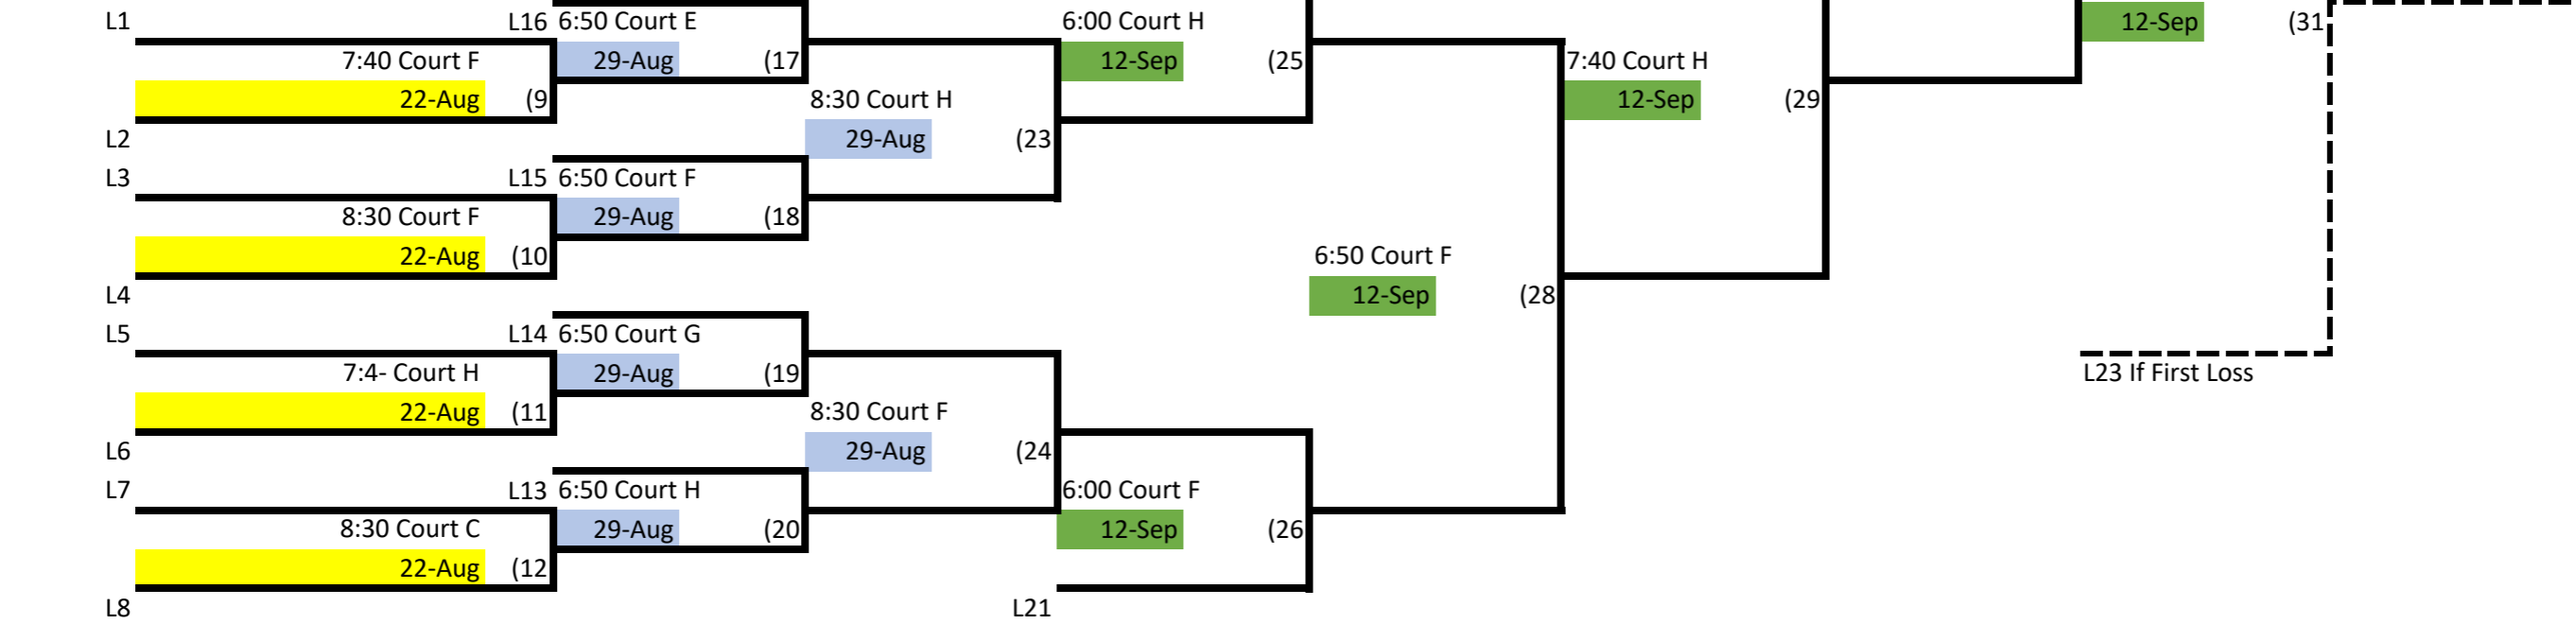 L1 L16 6:50 Court E 6:00 Court H 12-Sep (31
7:40 Court F 29-Aug (17 12-Sep (25 7:40 Court H
22-Aug (9 8:30 Court H 12-Sep (29
L2 29-Aug (23
L3 L15 6:50 Court F
8:30 Court F 29-Aug (18
22-Aug (10 6:50 Court F
L4 12-Sep (28
L5 L14 6:50 Court G
7:4- Court H 29-Aug (19 L23 If First Loss
22-Aug (11 8:30 Court F
L6 29-Aug (24
L7 L13 6:50 Court H 6:00 Court F
8:30 Court C 29-Aug (20 12-Sep (26
22-Aug (12
L8 L21